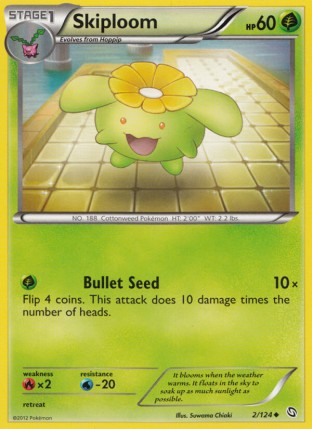 STAGE1
Skiploom
HP60
Evolves from Hoppip
NO. 188 Cottonweed Pokémon HT. 2'00" WT. 2.2 lbs.
Bullet Seed 10×
Flip 4 coins. This attack does 10 damage times the
number of heads.
weakness
×2
resistance
-20
retreat
It blooms when the weather
warms. It floats in the sky to
soak up as much sunlight as
possible.
©2012 Pokémon
Illus. Suwama Chiaki
2/124